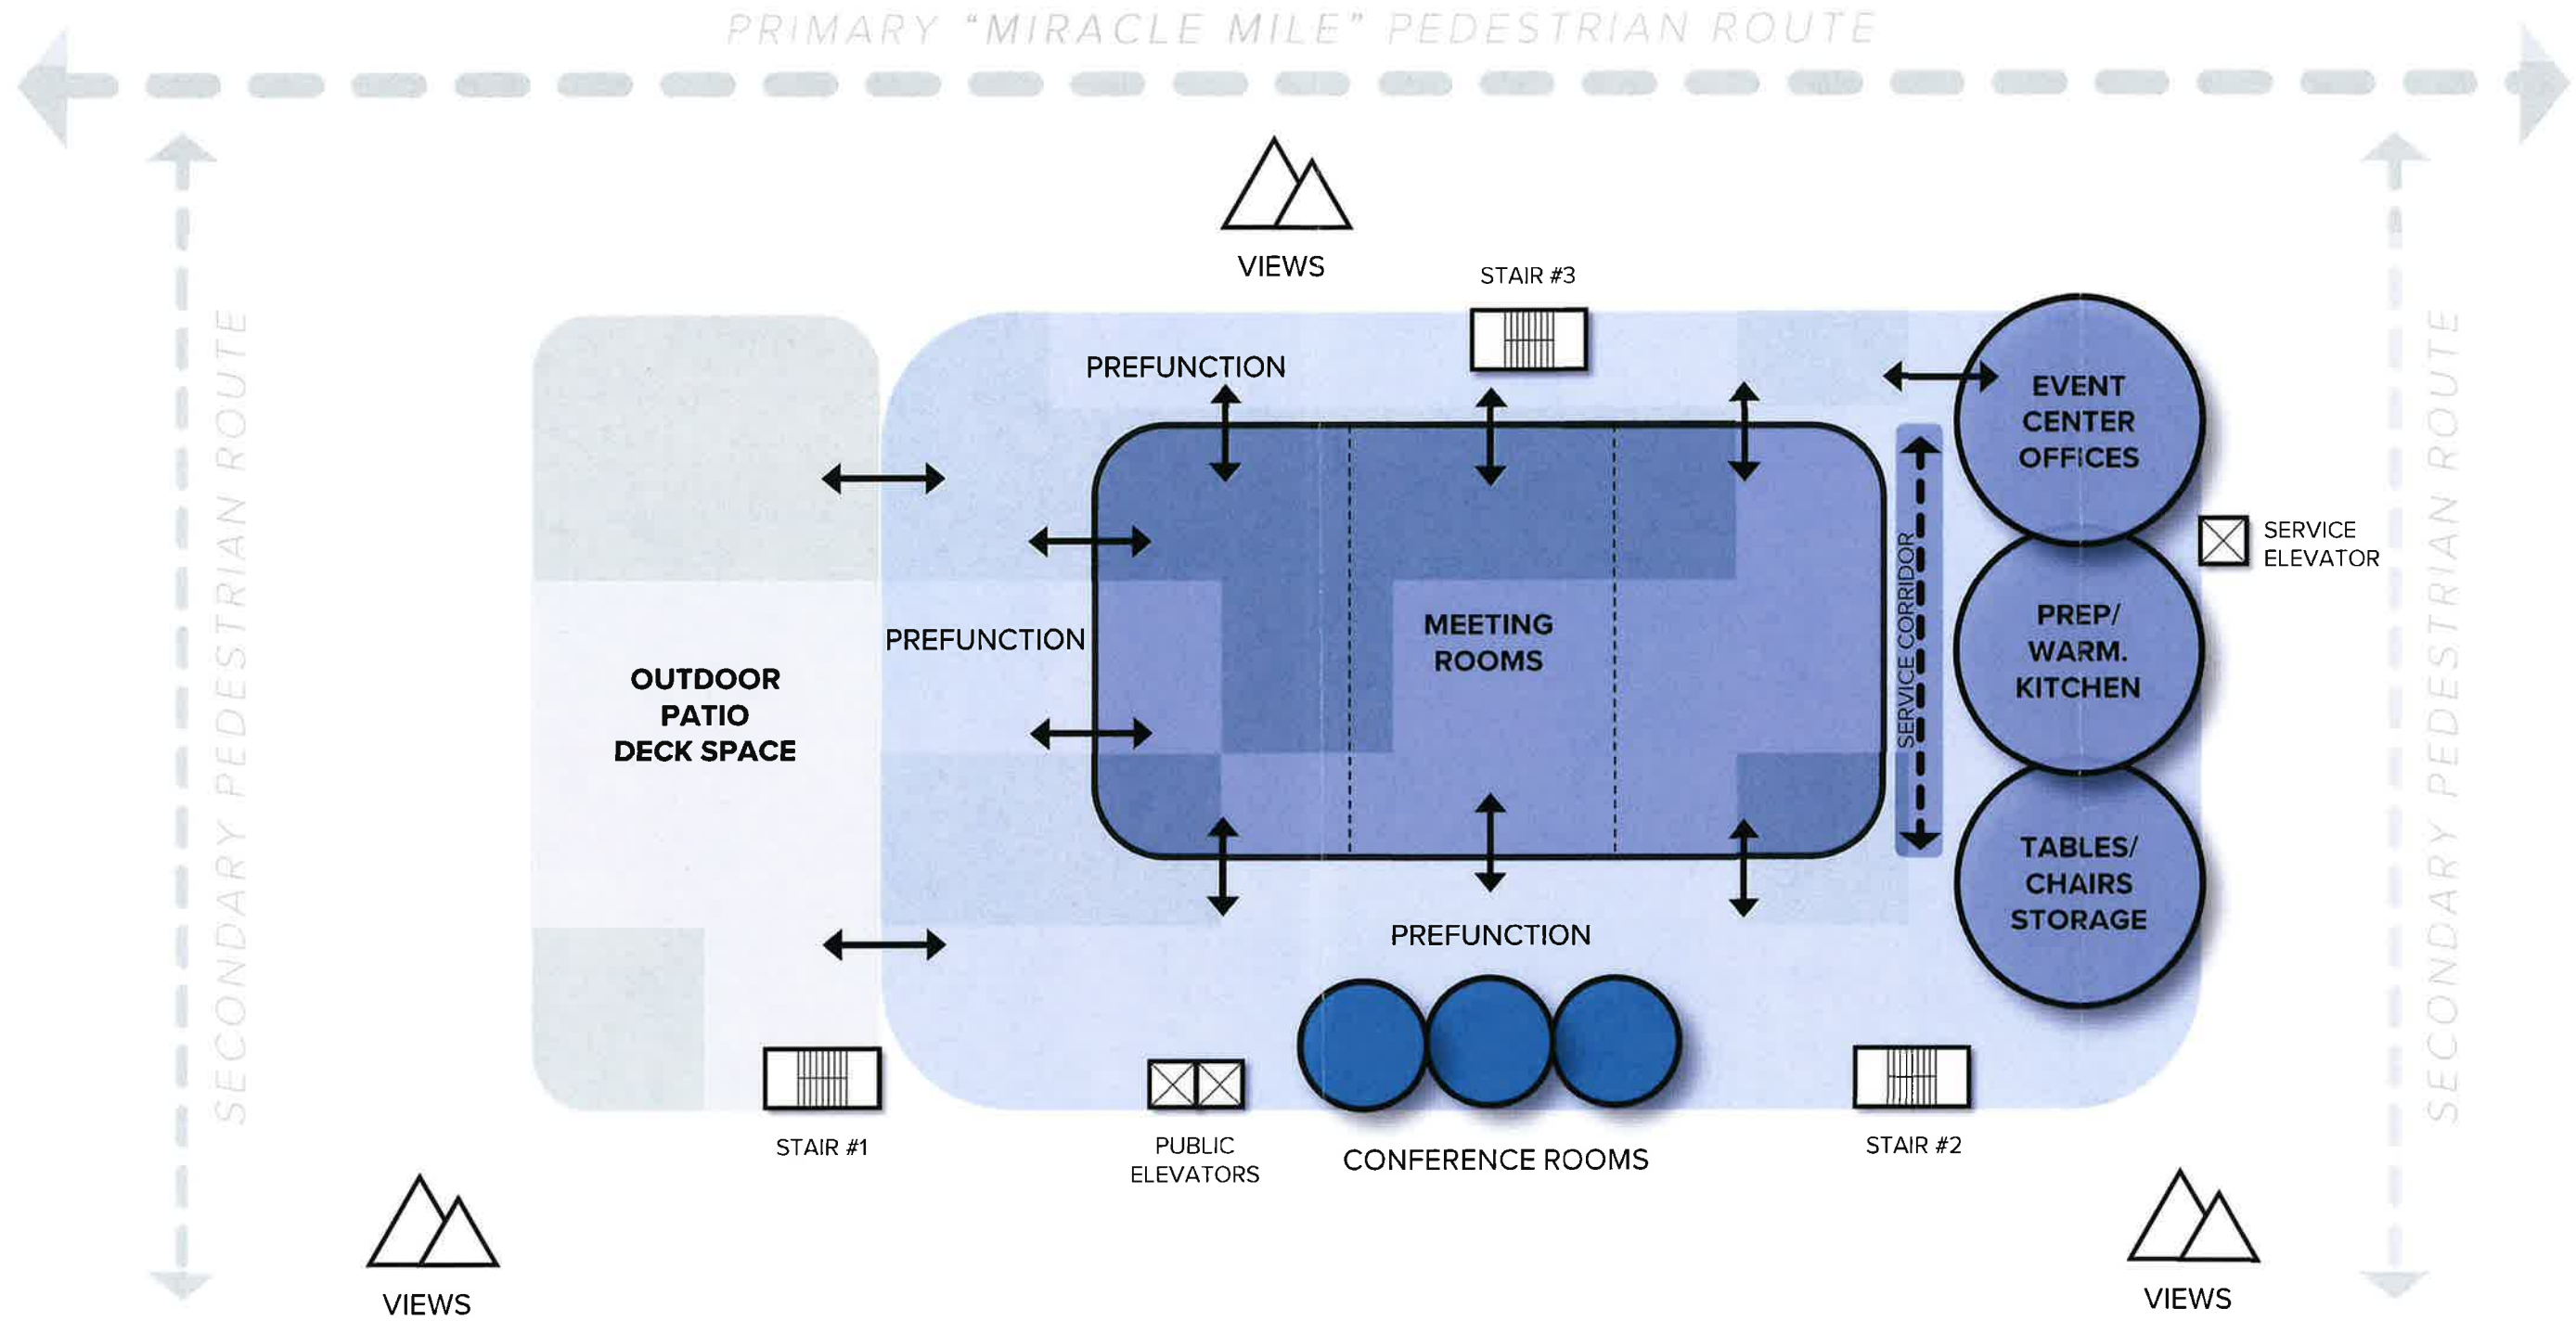 PRIMARY “MIRACLE MILE” PEDESTRIAN ROUTE
SECONDARY PEDESTRIAN ROUTE
VIEWS
STAIR #3
PREFUNCTION
EVENT
CENTER
OFFICES
SERVICE
ELEVATOR
SECONDARY PEDESTRIAN ROUTE
PREFUNCTION
MEETING
ROOMS
SERVICE CORRIDOR
PREP/
WARM.
KITCHEN
OUTDOOR
PATIO
DECK SPACE
TABLES/
CHAIRS
STORAGE
PREFUNCTION
STAIR #1
PUBLIC
ELEVATORS
CONFERENCE ROOMS
STAIR #2
VIEWS
VIEWS